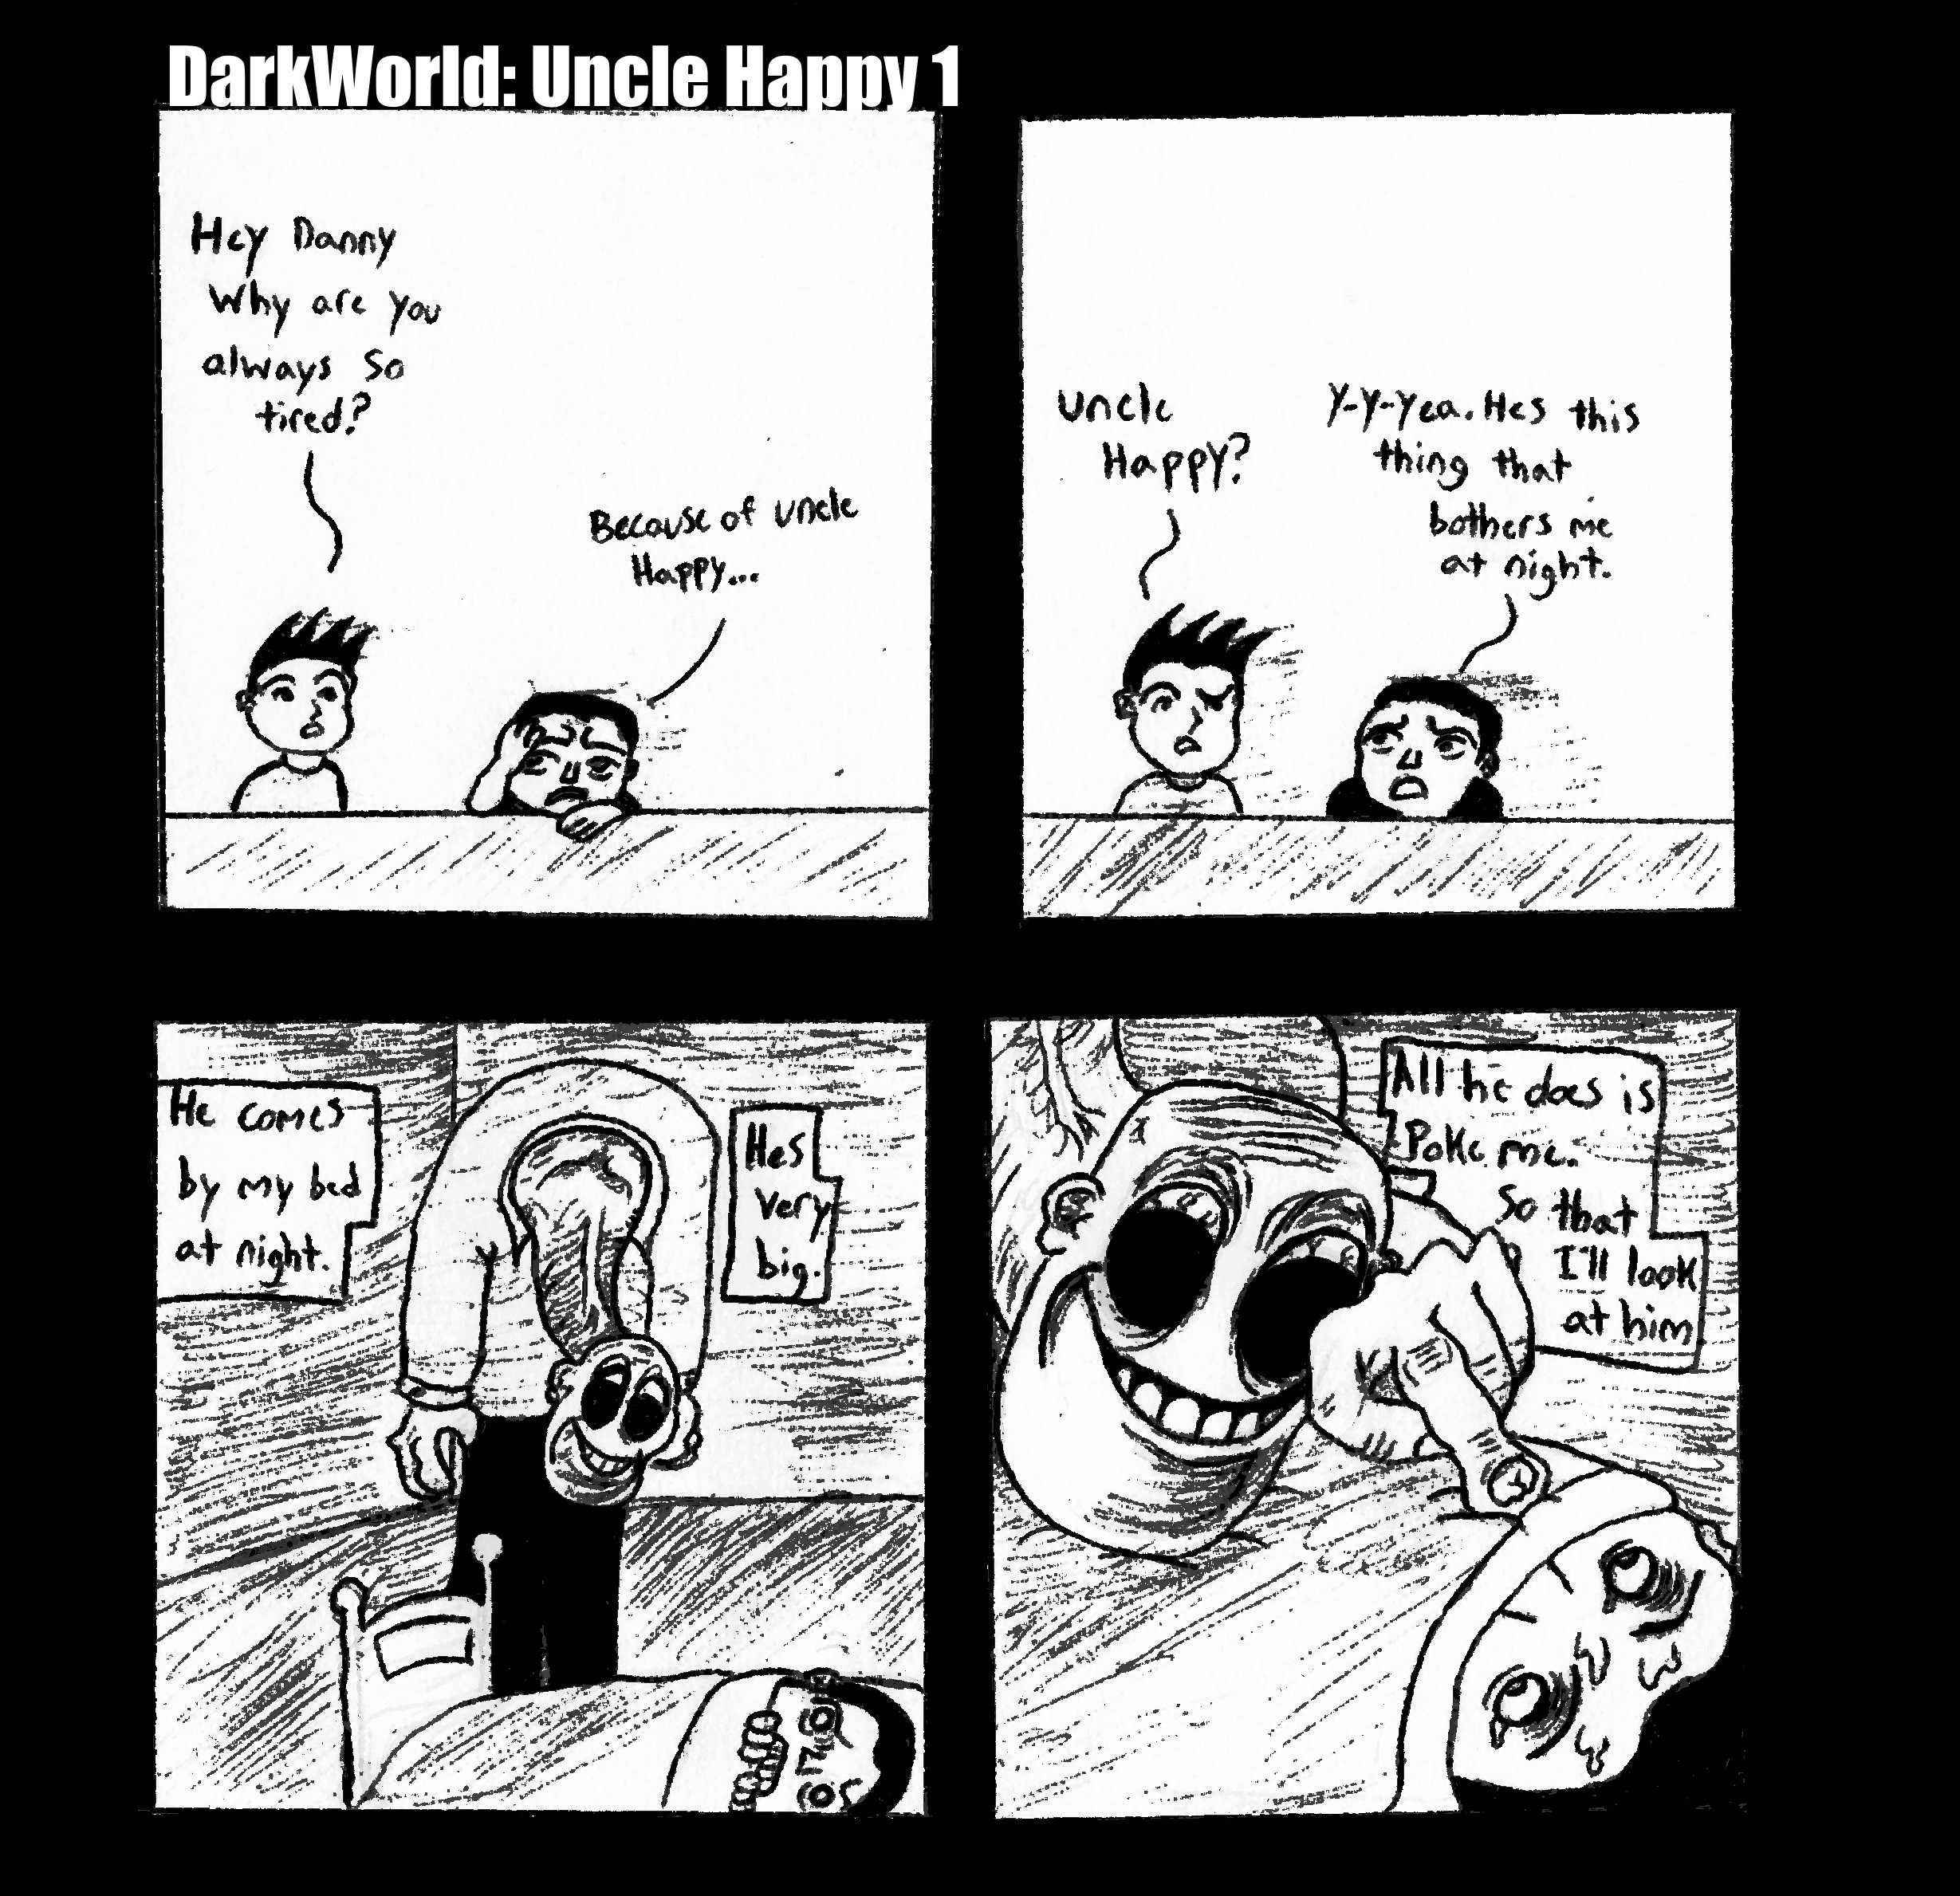 DarkWorld: Uncle Happy 1
Hey Danny
Why are you
always so
tired?
Because of uncle
Happy...
Uncle
Happy?
Y-Y-Yea. Hes this
thing that
bothers me
at night.
He comes
by my bed
at night.
Hes
very
big.
All he does is
Poke me.
So that
I'll look
at him